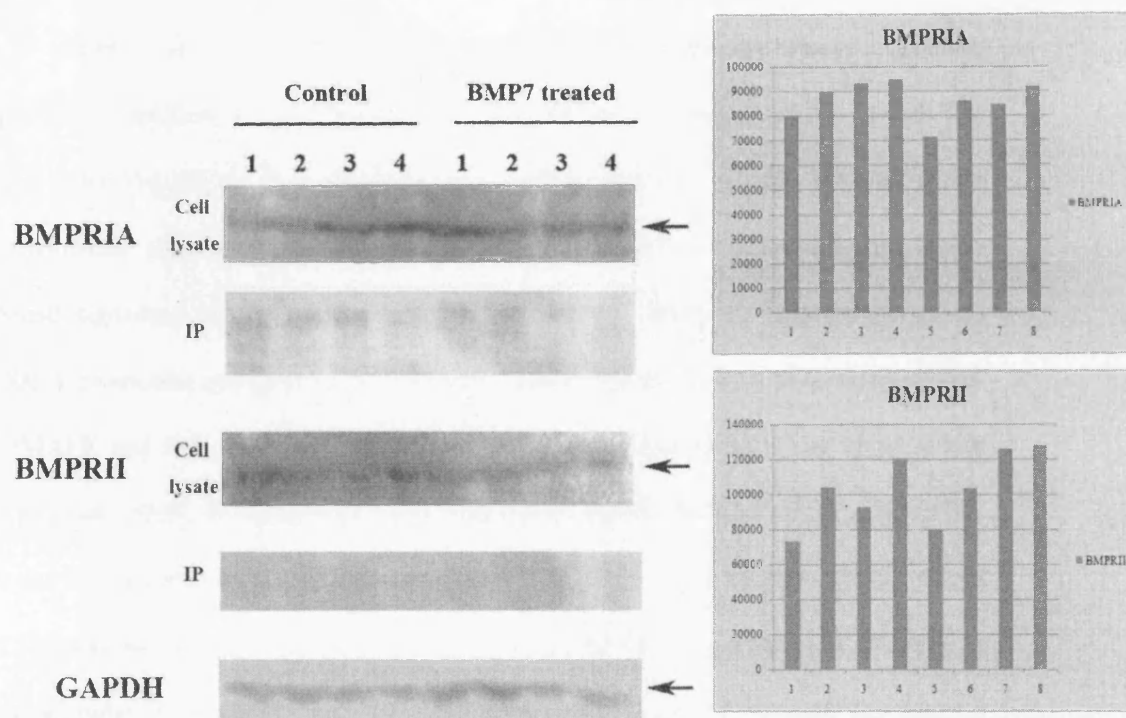 Control BMP7 treated
1 2 3 4 1 2 3 4
BMPRIA
Cell
lysate
IP
BMPRII
Cell
lysate
IP
GAPDH
BMPRIA
100000
90000
80000
70000
60000
50000
40000
30000
20000
10000
0
1 2 3 4 5 6 7 8
BMPRIA
BMPRII
140000
120000
100000
80000
60000
40000
20000
0
1 2 3 4 5 6 7 8
BMPRII